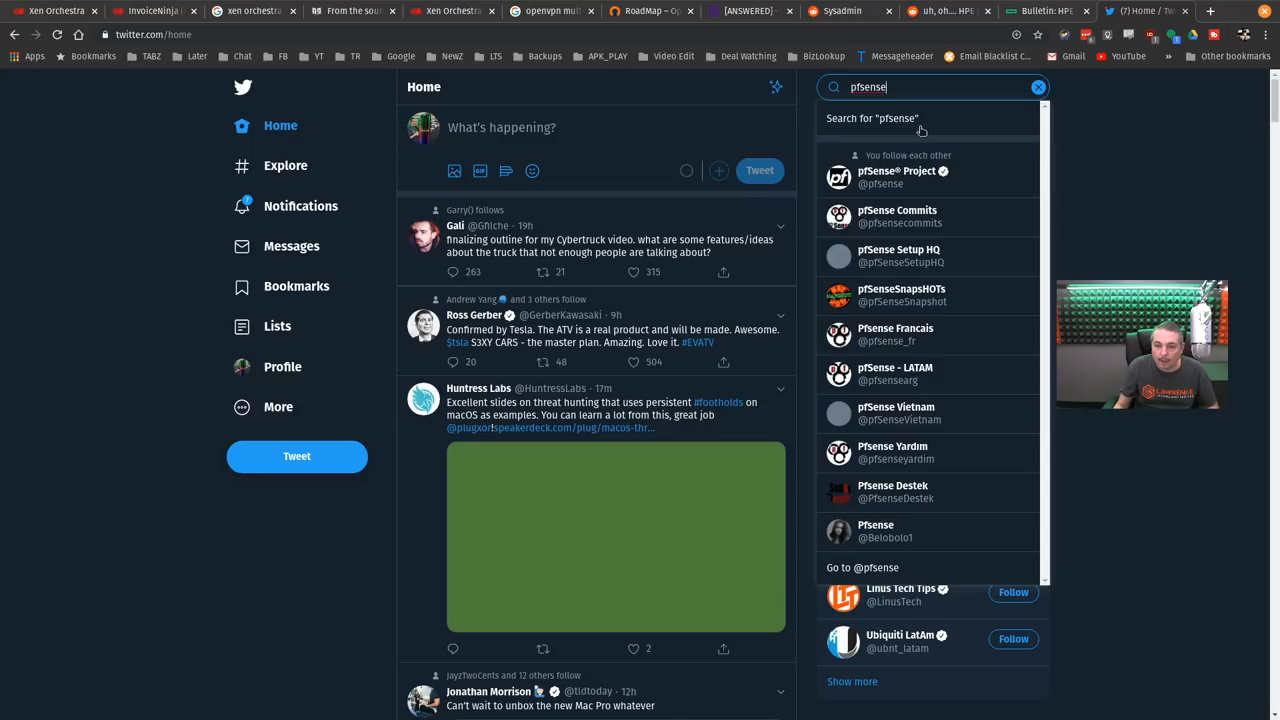 Xen Orchestra
InvoiceNinja
xen orchestra
From the sour
Xen Orchestra
openvpn mult
RoadMap – Op
[ANSWERED]
Sysadmin
uh, oh.... HPE
Bulletin: HPE
(7) Home / Tw
twitter.com/home
Apps
Bookmarks
TABZ
Later
Chat
FB
YT
TR
Google
NewZ
LTS
Backups
APK_PLAY
Video Edit
Deal Watching
BizLookup
Messageheader
Email Blacklist C...
Gmail
YouTube
»
Other bookmarks
Home
Explore
7
Notifications
Messages
Bookmarks
Lists
Profile
More
Tweet
Home
What's happening?
GIF
Tweet
Garry() follows
Gali @Gfilche · 19h
finalizing outline for my Cybertruck video. what are some features/ideas
about the truck that not enough people are talking about?
263 21 315
Andrew Yang and 3 others follow
Ross Gerber @GerberKawasaki · 9h
Confirmed by Tesla. The ATV is a real product and will be made. Awesome.
$tsla S3XY CARS - the master plan. Amazing. Love it. #EVATV
20 48 504
Huntress Labs @HuntressLabs · 17m
Great slides on threat hunting that uses persistent #footholds on
macOS as examples. You can learn a lot from this, great job
@plugxor!speakerdeck.com/plug/macos-thr...
2
JayzTwoCents and 12 others follow
Jonathan Morrison @tldtoday · 12h
Can't wait to unbox the new Mac Pro whatever
pfsense
Search for "pfsense"
You follow each other
pfSense® Project
@pfsense
pfSense Commits
@pfsensecommits
pfSense Setup HQ
@pfSenseSetupHQ
pfSenseSnapsHOTs
@pfSenseSnapshot
Pfsense Francais
@pfsense_fr
pfSense - LATAM
@pfsensearg
pfSense Vietnam
@pfSenseVietnam
Pfsense Yardım
@pfsenseyardim
Pfsense Destek
@PfsenseDestek
Pfsense
@Belobolo1
Go to @pfsense
Linus Tech Tips
@LinusTech
Follow
Ubiquiti LatAm
@ubnt_latam
Follow
Show more
LAWRENCE